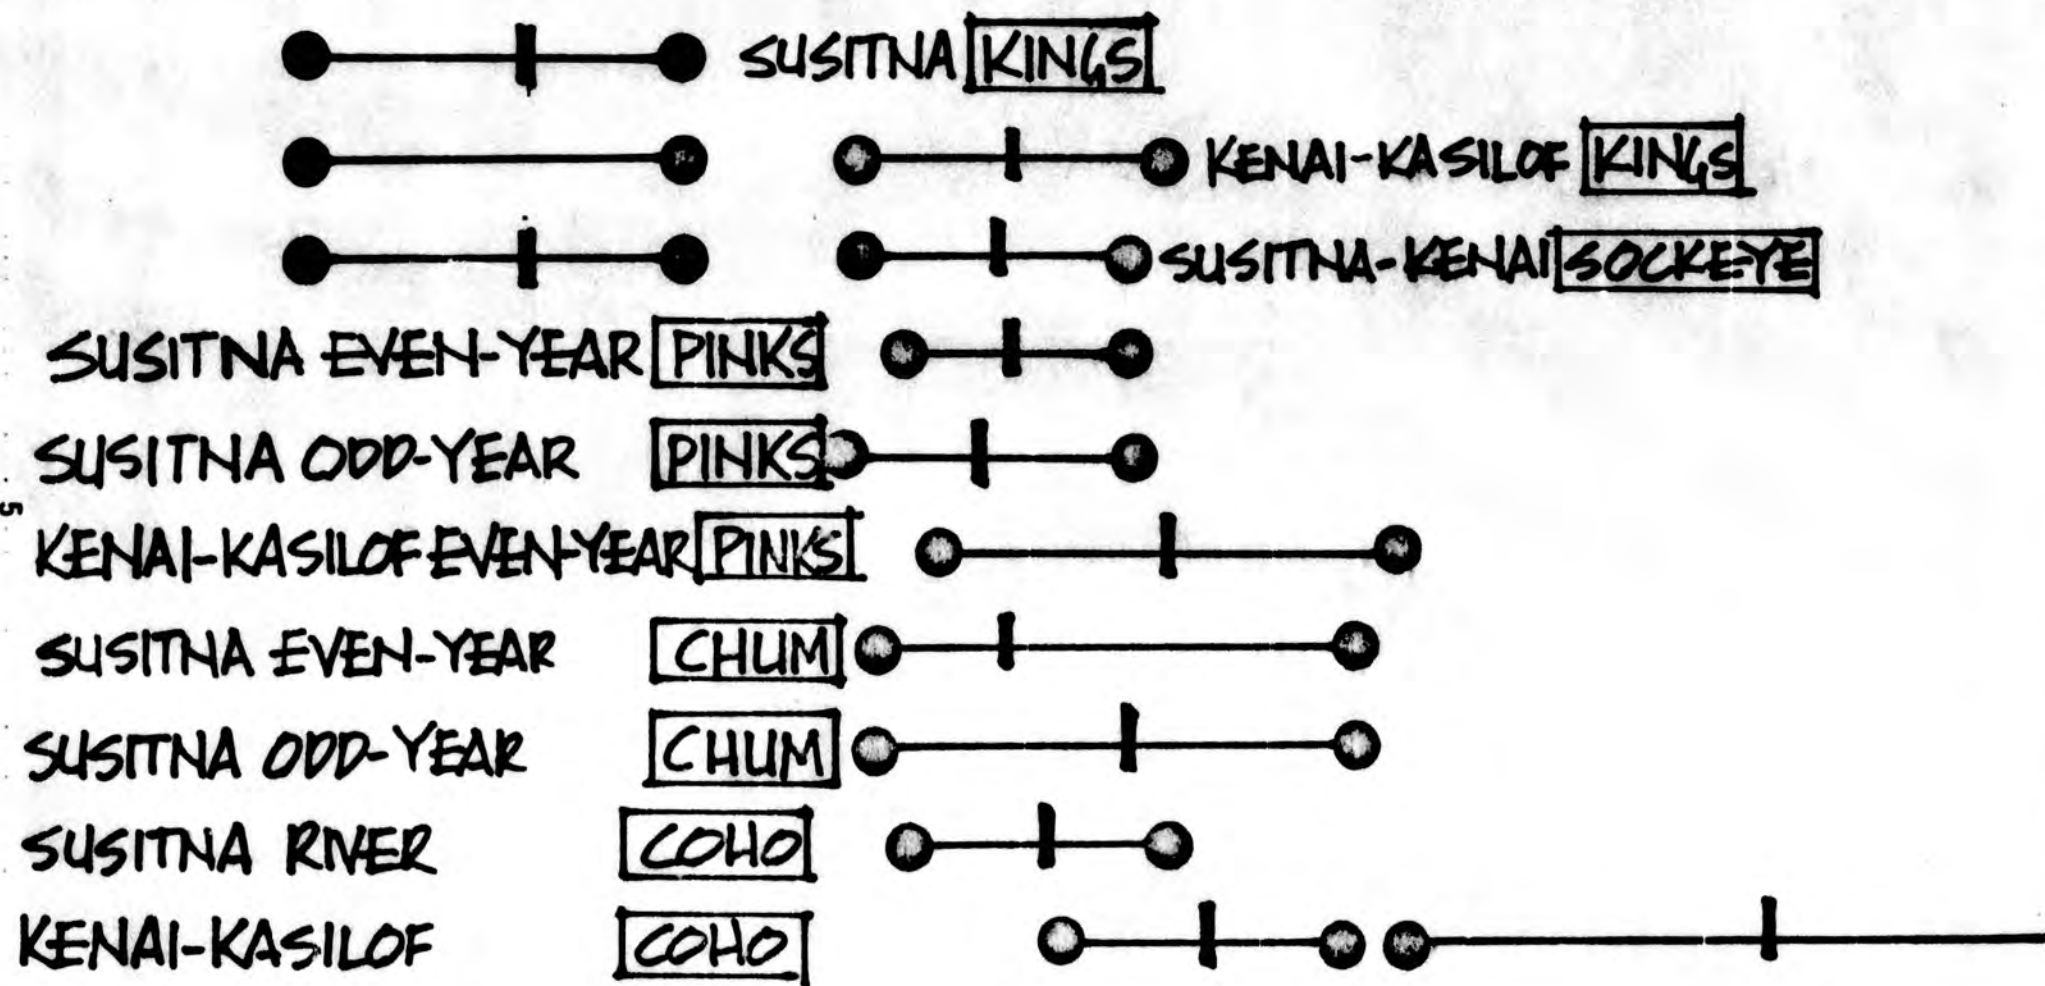 SUSITNA KINGS
KENAI-KASILOF KINGS
SUSITNA-KENAI SOCKEYE
SUSITNA EVEN-YEAR PINKS
SUSITNA ODD-YEAR PINKS
5
KENAI-KASILOF EVEN-YEAR PINKS
SUSITNA EVEN-YEAR CHUM
SUSITNA ODD-YEAR CHUM
SUSITNA RIVER COHO
KENAI-KASILOF COHO